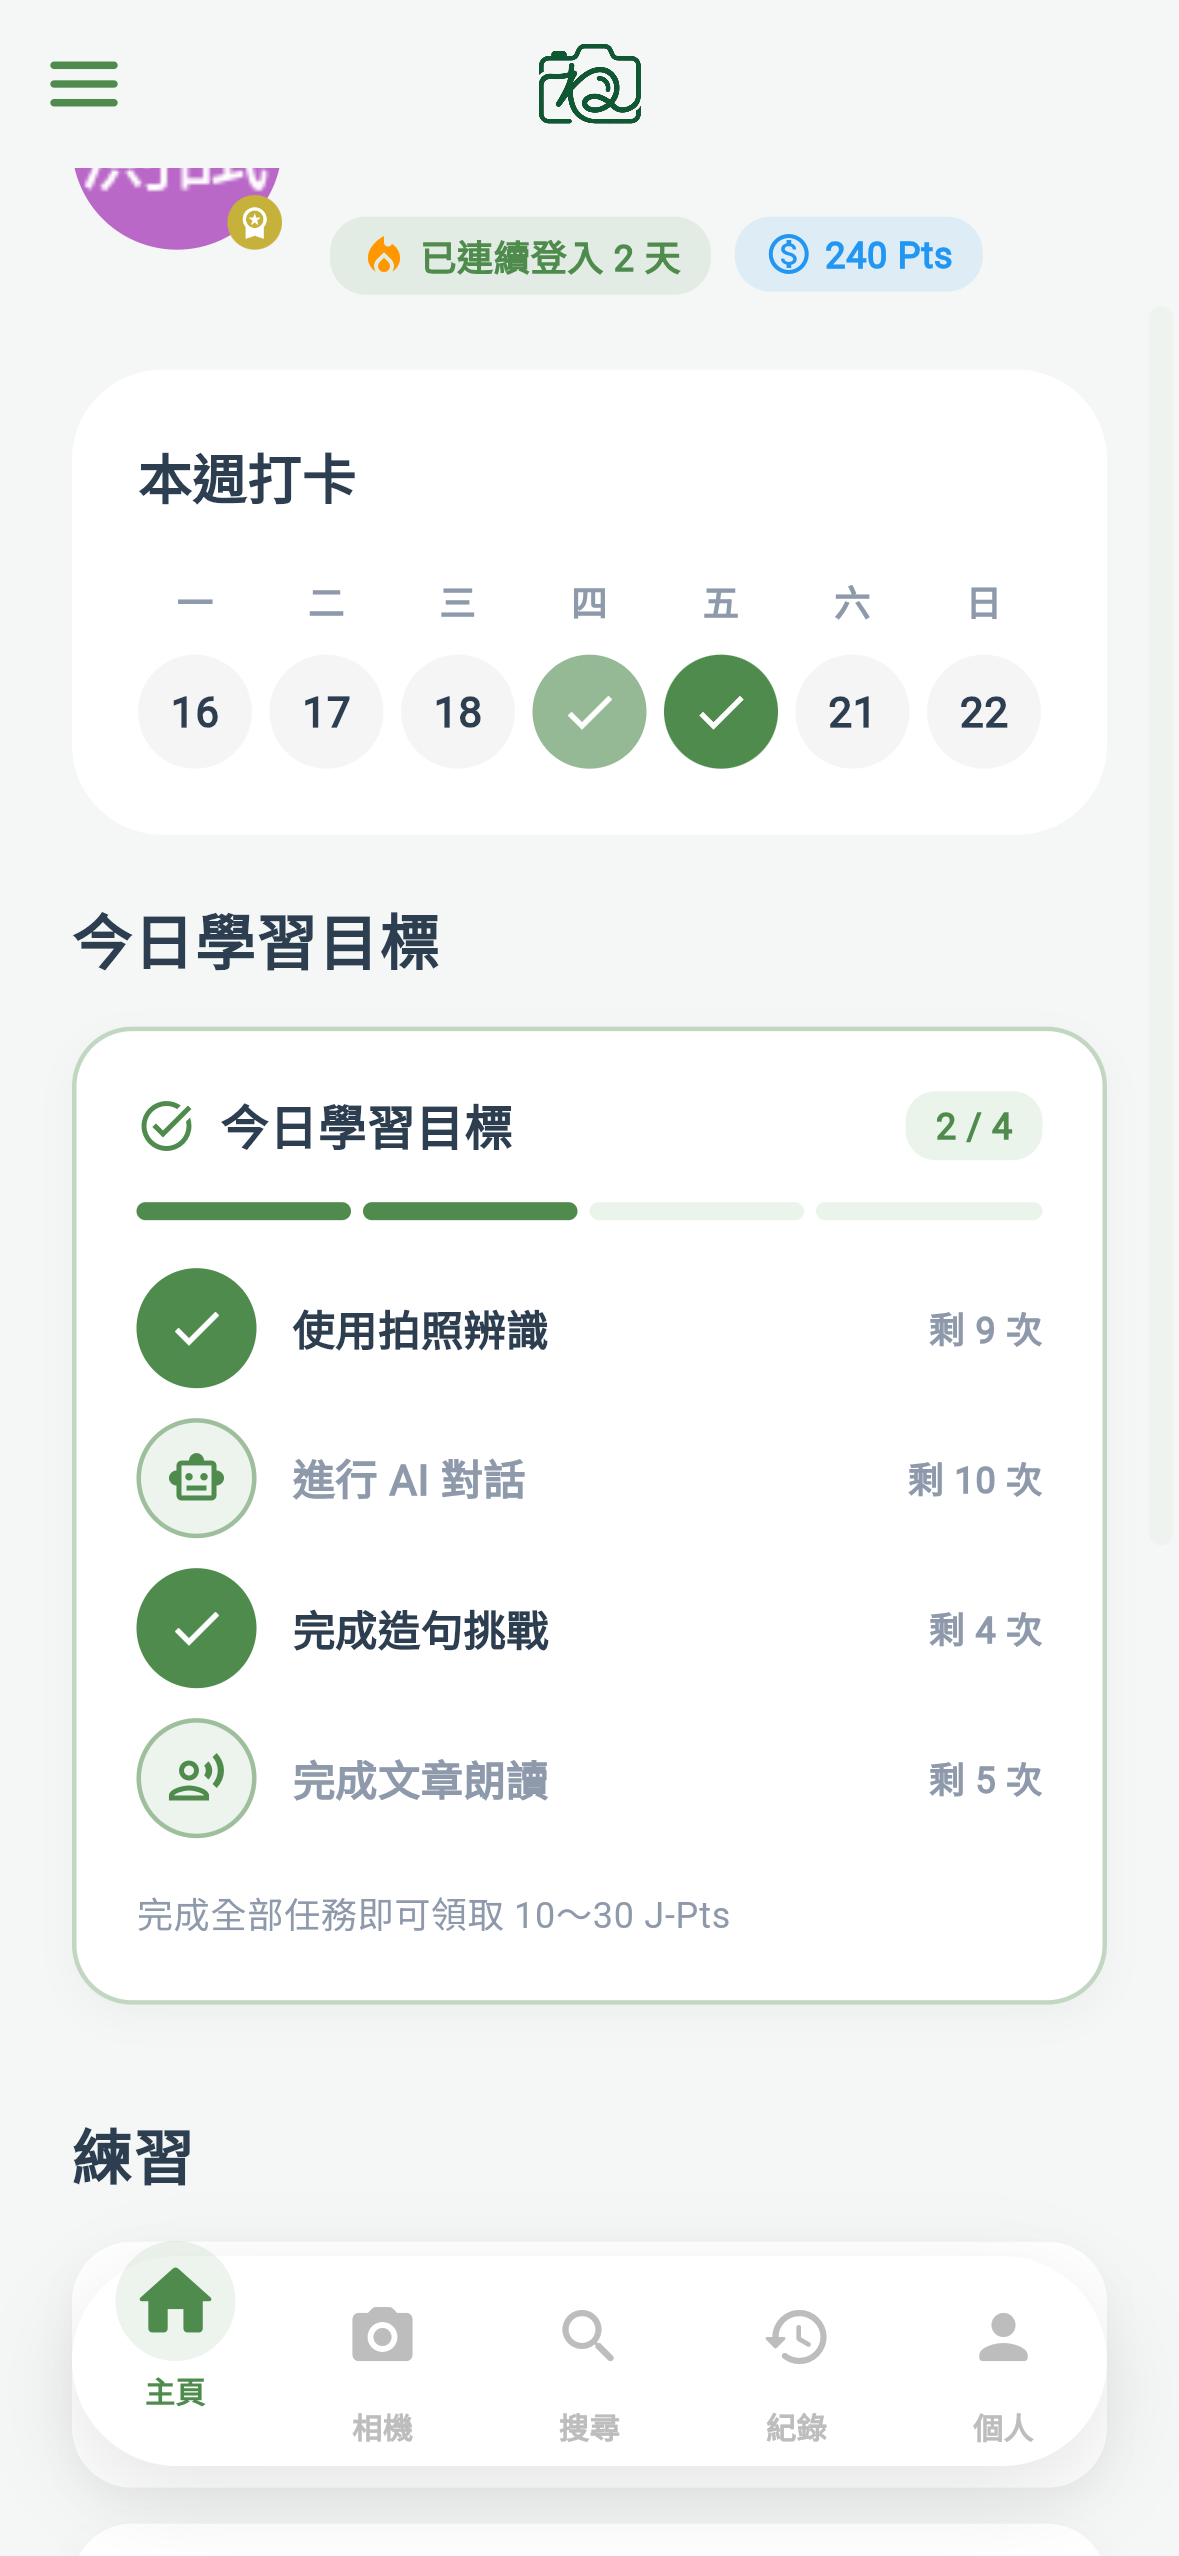 已連續登入 2 天
240 Pts
本週打卡
一 二 三 四 五 六 日
16 17 18 21 22
今日學習目標
今日學習目標
2 / 4
使用拍照辨識
剩 9 次
進行 AI 對話
剩 10 次
完成造句挑戰
剩 4 次
完成文章朗讀
剩 5 次
完成全部任務即可領取 10～30 J-Pts
練習
主頁 相機 搜尋 紀錄 個人